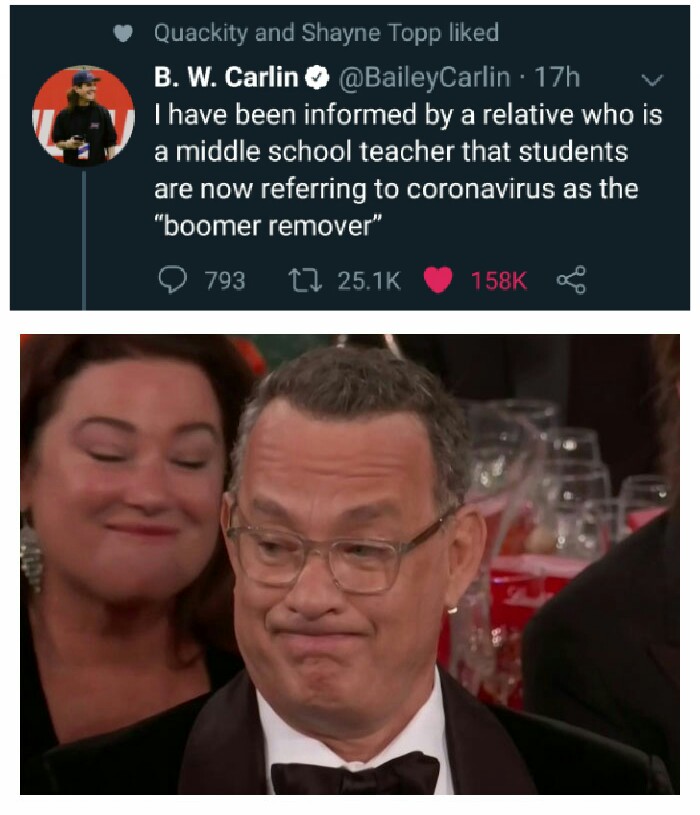 Quackity and Shayne Topp liked
B. W. Carlin @BaileyCarlin · 17h
I have been informed by a relative who is
a middle school teacher that students
are now referring to coronavirus as the
“boomer remover”
793 25.1K 158K